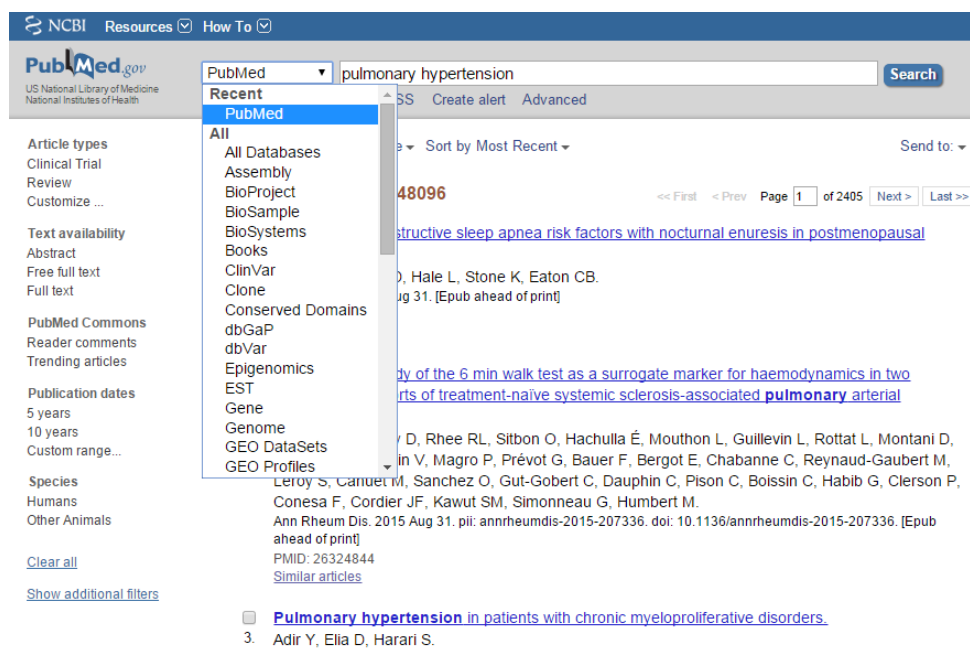 NCBI Resources How To
PubMed.gov
US National Library of Medicine
National Institutes of Health
PubMed
pulmonary hypertension
Search
SS Create alert Advanced
Recent
PubMed
All
All Databases
Assembly
BioProject
BioSample
BioSystems
Books
ClinVar
Clone
Conserved Domains
dbGaP
dbVar
Epigenomics
EST
Gene
Genome
GEO DataSets
GEO Profiles
Article types
Clinical Trial
Review
Customize ...
Text availability
Abstract
Free full text
Full text
PubMed Commons
Reader comments
Trending articles
Publication dates
5 years
10 years
Custom range...
Species
Humans
Other Animals
Clear all
Show additional filters
Sort by Most Recent
Send to:
48096
<< First < Prev Page 1 of 2405 Next > Last >>
structive sleep apnea risk factors with nocturnal enuresis in postmenopausal
, Hale L, Stone K, Eaton CB.
ug 31. [Epub ahead of print]
dy of the 6 min walk test as a surrogate marker for haemodynamics in two
rts of treatment-naïve systemic sclerosis-associated pulmonary arterial
D, Rhee RL, Sitbon O, Hachulla É, Mouthon L, Guillevin L, Rottat L, Montani D,
in V, Magro P, Prévot G, Bauer F, Bergot E, Chabanne C, Reynaud-Gaubert M,
Leroy S, Canuet M, Sanchez O, Gut-Gobert C, Dauphin C, Pison C, Boissin C, Habib G, Clerson P,
Conesa F, Cordier JF, Kawut SM, Simonneau G, Humbert M.
Ann Rheum Dis. 2015 Aug 31. pii: annrheumdis-2015-207336. doi: 10.1136/annrheumdis-2015-207336. [Epub
ahead of print]
PMID: 26324844
Similar articles
Pulmonary hypertension in patients with chronic myeloproliferative disorders.
3. Adir Y, Elia D, Harari S.